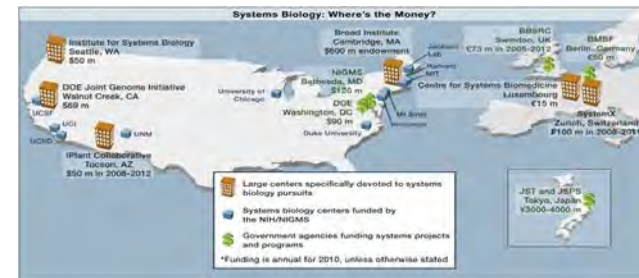 Systems Biology: Where's the Money?
Institute for Systems Biology
Seattle, WA
$50 m
DOE Joint Genome Initiative
Walnut Creek, CA
$69 m
UCSF
UCI
UCSD
UNM
iPlant Collaborative
Tucson, AZ
$50 m in 2008-2012
University of
Chicago
Broad Institute
Cambridge, MA
$600 m endowment
Jackson
Lab
Harvard
MIT
NIGMS
Bethesda, MD
$120 m
DOE
Washington, DC
$90 m
Mt Sinai
Duke University
BBSRC
Swindon, UK
€73 m in 2005-2012
BMBF
Berlin, Germany
€50 m
Centre for Systems Biomedicine
Luxembourg
€15 m
SystemX
Zurich, Switzerland
₣100 m in 2008-2011
JST and JSPS
Tokyo, Japan
¥3000-4000 m
Large centers specifically devoted to systems
biology pursuits
Systems biology centers funded by
the NIH/NIGMS
Government agencies funding systems projects
and programs
*Funding is annual for 2010, unless otherwise stated